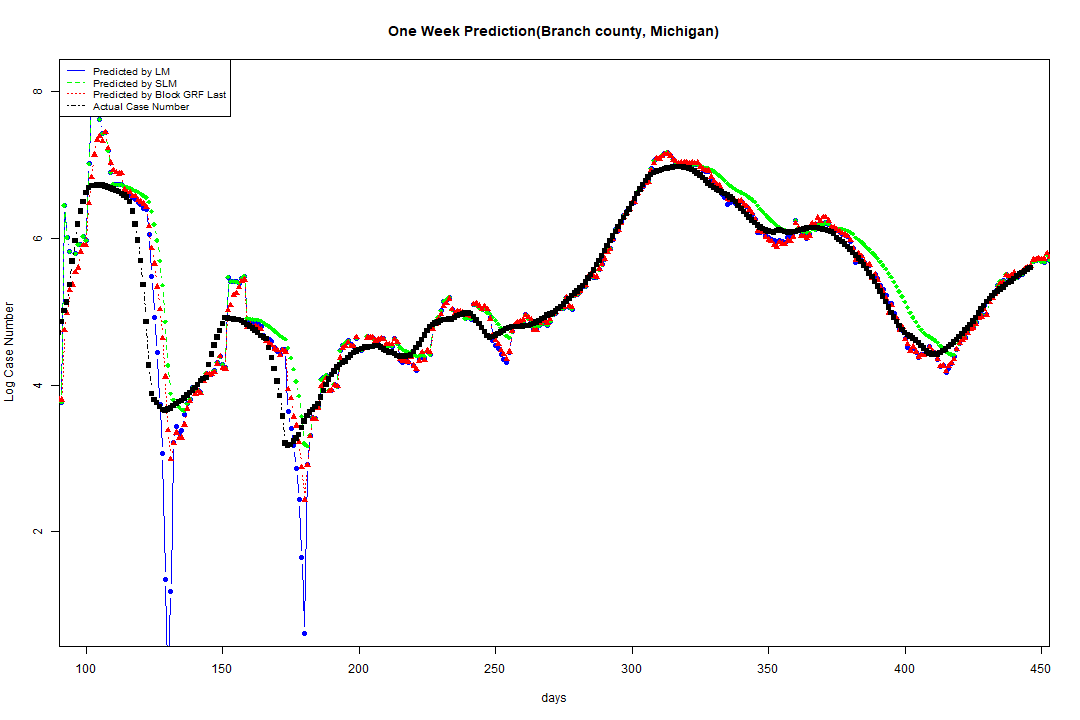 One Week Prediction(Branch county, Michigan)
Predicted by LM
Predicted by SLM
Predicted by Block GRF Last
Actual Case Number
8
6
4
2
Log Case Number
100 150 200 250 300 350 400 450
days